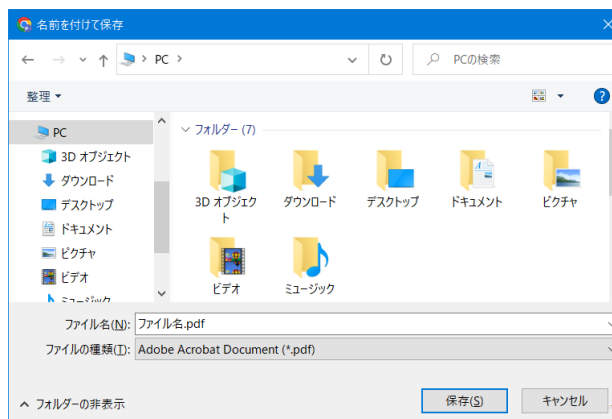 名前を付けて保存
PC
PCの検索
整理
フォルダー (7)
PC
3D オブジェクト
ダウンロード
デスクトップ
ドキュメント
ピクチャ
ビデオ
ミュージック
3D オブジェク
ト
ダウンロード
デスクトップ
ドキュメント
ピクチャ
ビデオ
ミュージック
ファイル名(N): ファイル名.pdf
ファイルの種類(T): Adobe Acrobat Document (*.pdf)
フォルダーの非表示
保存(S)
キャンセル